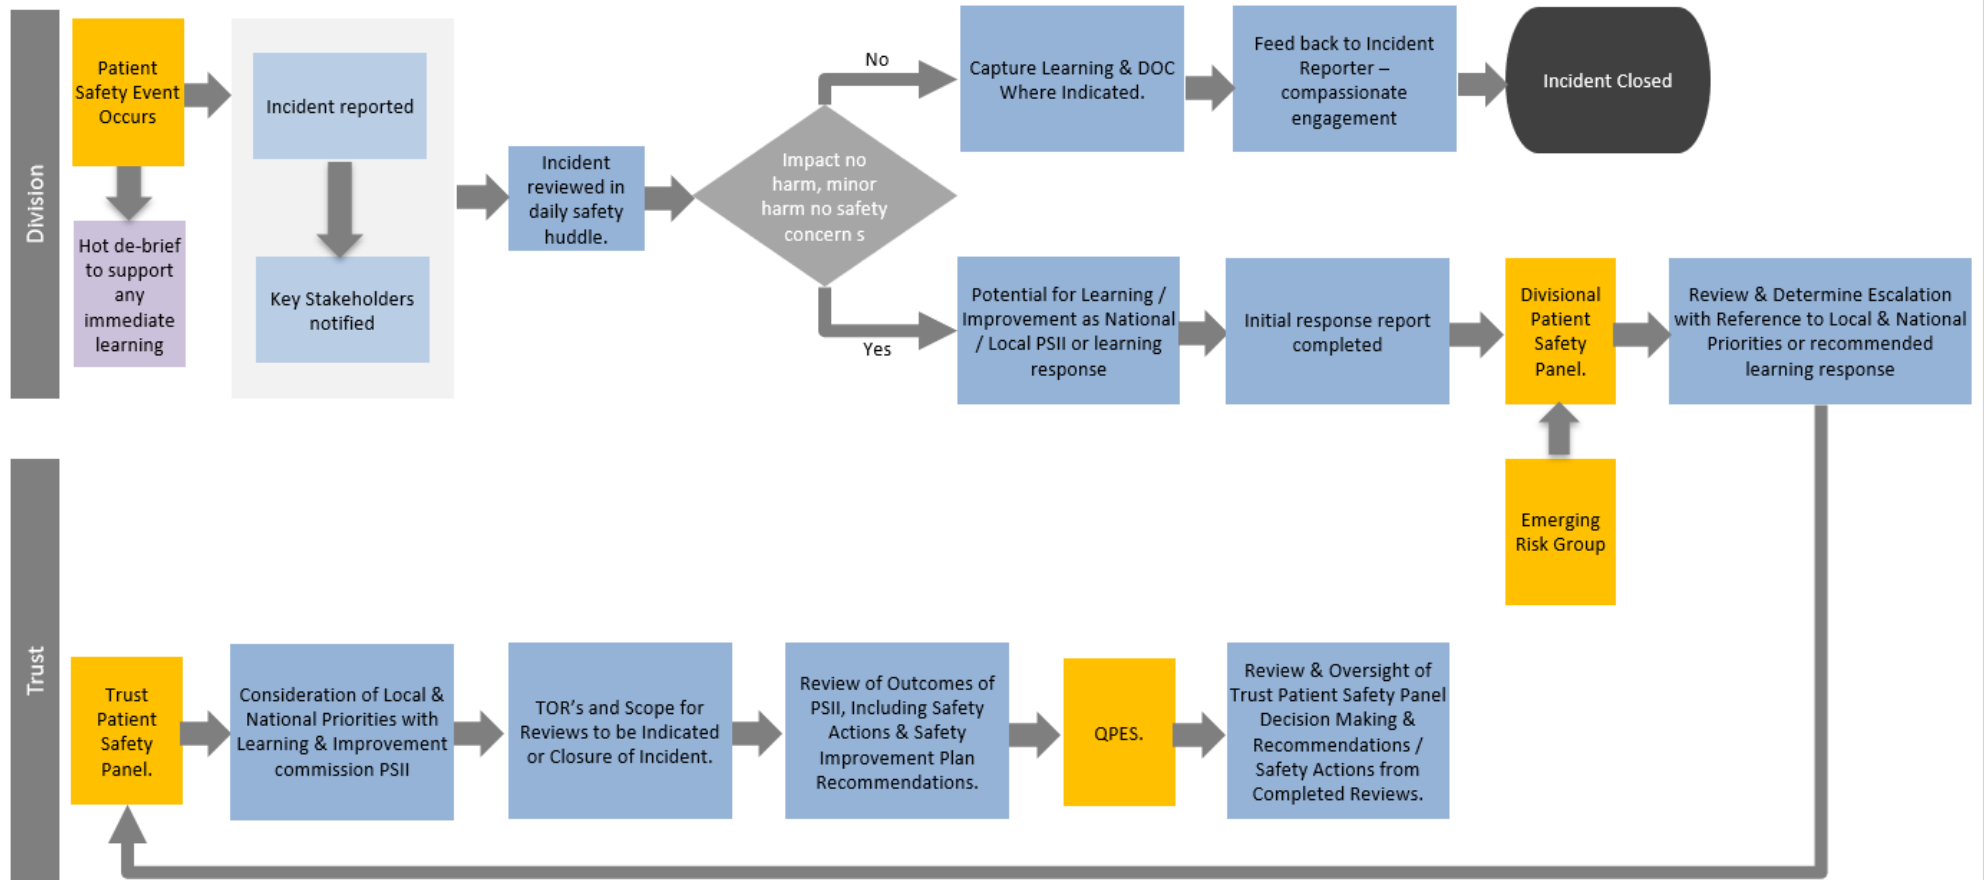 Division
Patient
Safety Event
Occurs
Hot de-brief
to support
any
immediate
learning
Incident reported
Key Stakeholders
notified
Incident
reviewed in
daily safety
huddle.
Impact no
harm, minor
harm no safety
concern s
No
Capture Learning & DOC
Where Indicated.
Feed back to Incident
Reporter –
compassionate
engagement
Incident Closed
Yes
Potential for Learning /
Improvement as National
/ Local PSII or learning
response
Initial response report
completed
Divisional
Patient
Safety
Panel.
Review & Determine Escalation
with Reference to Local & National
Priorities or recommended
learning response
Emerging
Risk Group
Trust
Trust
Patient
Safety
Panel.
Consideration of Local &
National Priorities with
Learning & Improvement
commission PSII
TOR's and Scope for
Reviews to be Indicated
or Closure of Incident.
Review of Outcomes of
PSII, Including Safety
Actions & Safety
Improvement Plan
Recommendations.
QPES.
Review & Oversight of
Trust Patient Safety Panel
Decision Making &
Recommendations /
Safety Actions from
Completed Reviews.